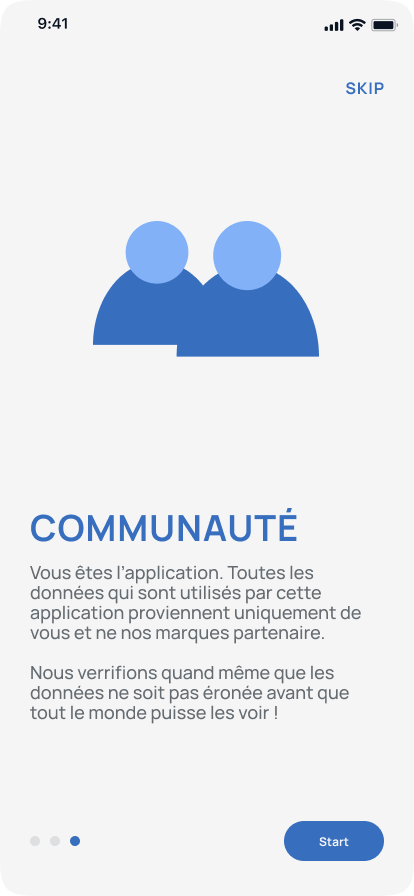 9:41
SKIP
COMMUNAUTÉ
Vous êtes l'application. Toutes les
données qui sont utilisés par cette
application proviennent uniquement de
vous et ne nos marques partenaire.
Nous verrifions quand même que les
données ne soit pas éronée avant que
tout le monde puisse les voir !
Start